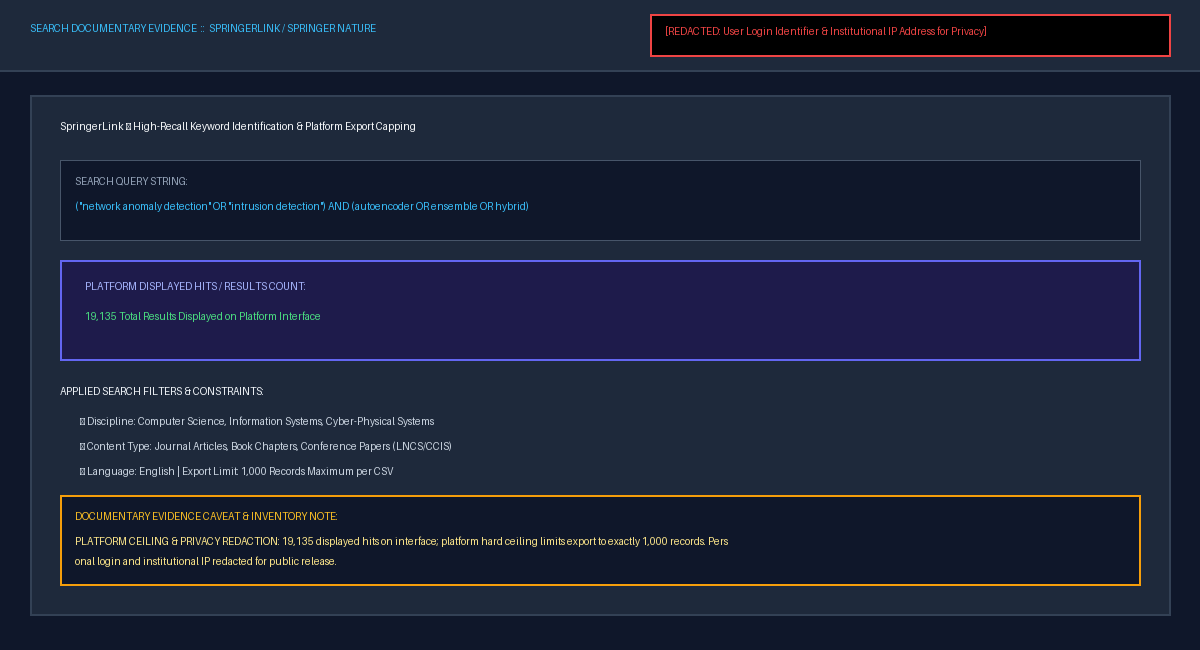 SEARCH DOCUMENTARY EVIDENCE :: SPRINGERLINK / SPRINGER NATURE
[REDACTED: User Login Identifier & Institutional IP Address for Privacy]
SpringerLink ▯ High-Recall Keyword Identification & Platform Export Capping
SEARCH QUERY STRING:
("network anomaly detection" OR "intrusion detection") AND (autoencoder OR ensemble OR hybrid)
PLATFORM DISPLAYED HITS / RESULTS COUNT:
19,135 Total Results Displayed on Platform Interface
APPLIED SEARCH FILTERS & CONSTRAINTS:
▯ Discipline: Computer Science, Information Systems, Cyber-Physical Systems
▯ Content Type: Journal Articles, Book Chapters, Conference Papers (LNCS/CCIS)
▯ Language: English | Export Limit: 1,000 Records Maximum per CSV
DOCUMENTARY EVIDENCE CAVEAT & INVENTORY NOTE:
PLATFORM CEILING & PRIVACY REDACTION: 19,135 displayed hits on interface; platform hard ceiling limits export to exactly 1,000 records. Pers
onal login and institutional IP redacted for public release.